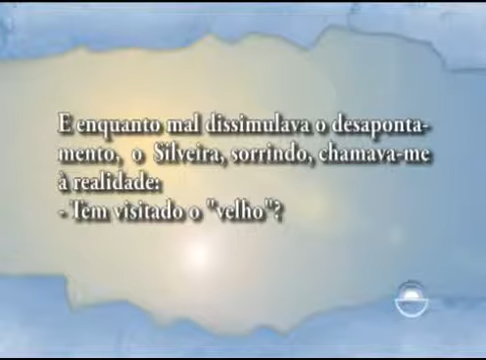 E enquanto mal dissimulava o desaponta-
mento, o Silveira, sorrindo, chamava-me
à realidade:
- Tem visitado o "velho"?